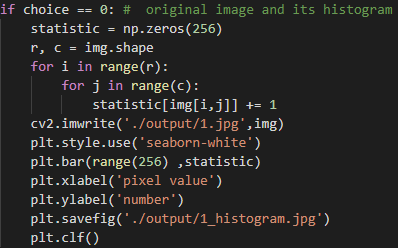 if choice == 0: #  original image and its histogram
    statistic = np.zeros(256)
    r, c = img.shape
    for i in range(r):
        for j in range(c):
            statistic[img[i,j]] += 1
    cv2.imwrite('./output/1.jpg',img)
    plt.style.use('seaborn-white')
    plt.bar(range(256) ,statistic)
    plt.xlabel('pixel value')
    plt.ylabel('number')
    plt.savefig('./output/1_histogram.jpg')
    plt.clf()